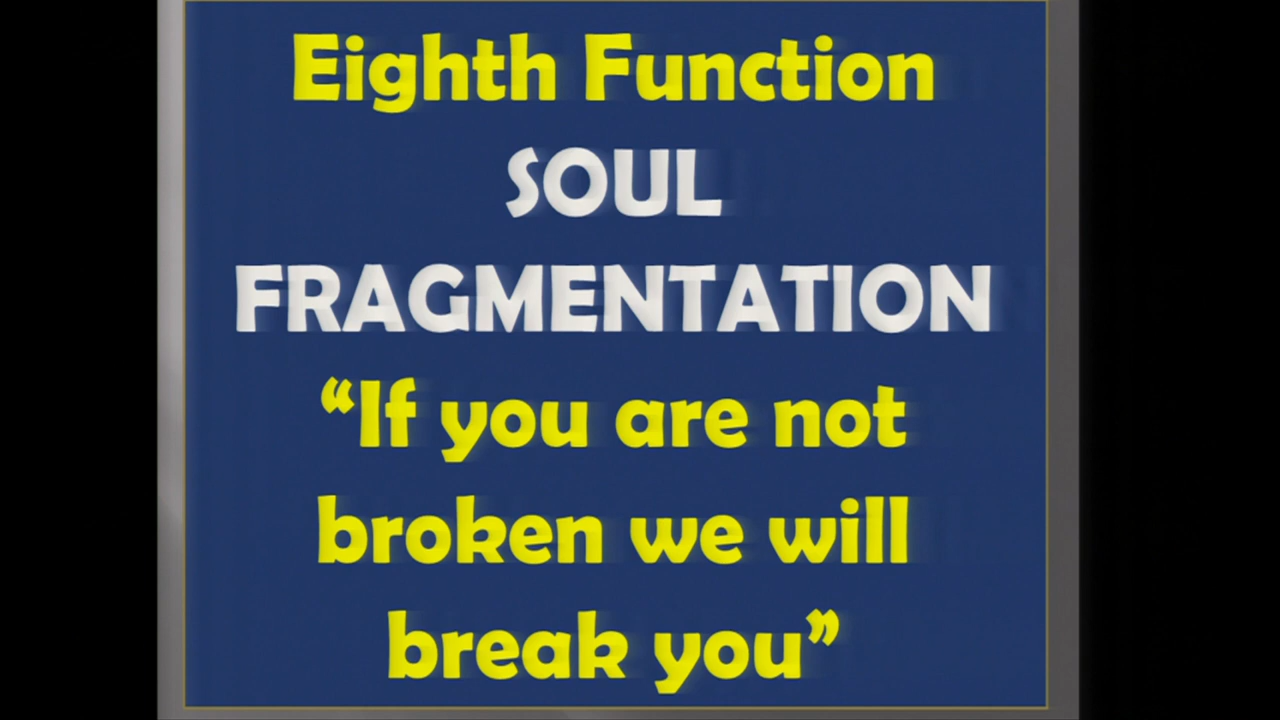 Eighth Function
SOUL
FRAGMENTATION
“If you are not
broken we will
break you”